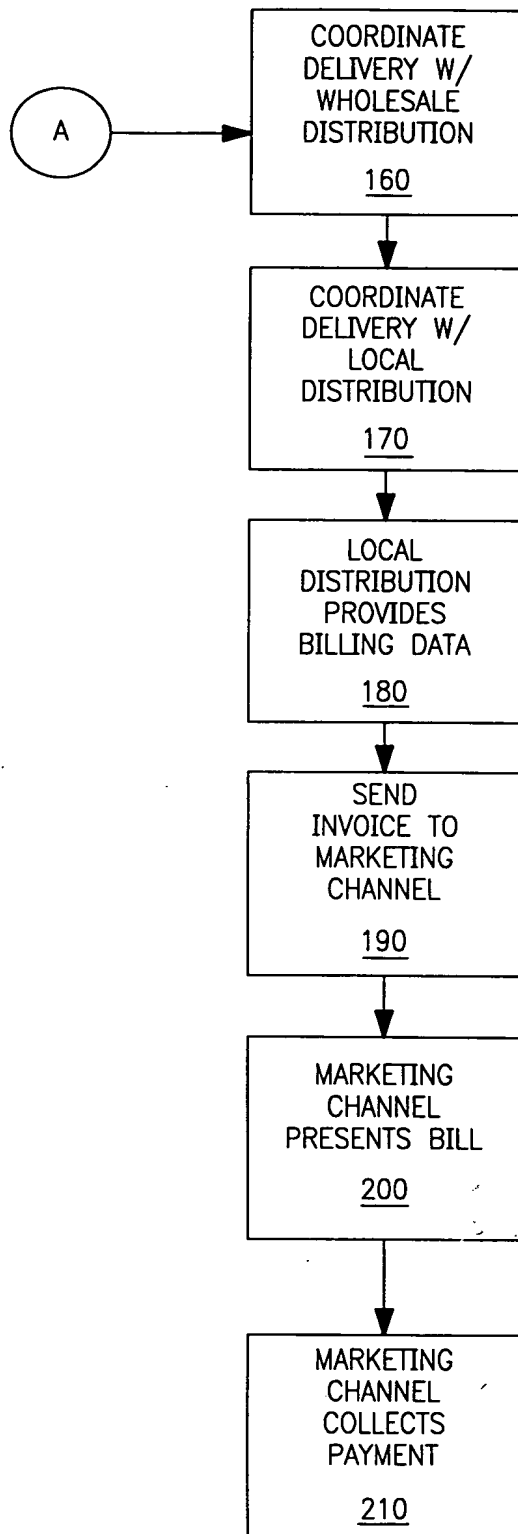 COORDINATE
DELIVERY W/
WHOLESALE
DISTRIBUTION
160
A
COORDINATE
DELIVERY W/
LOCAL
DISTRIBUTION
170
LOCAL
DISTRIBUTION
PROVIDES
BILLING DATA
180
SEND
INVOICE TO
MARKETING
CHANNEL
190
MARKETING
CHANNEL
PRESENTS BILL
200
MARKETING
CHANNEL
COLLECTS
PAYMENT
210